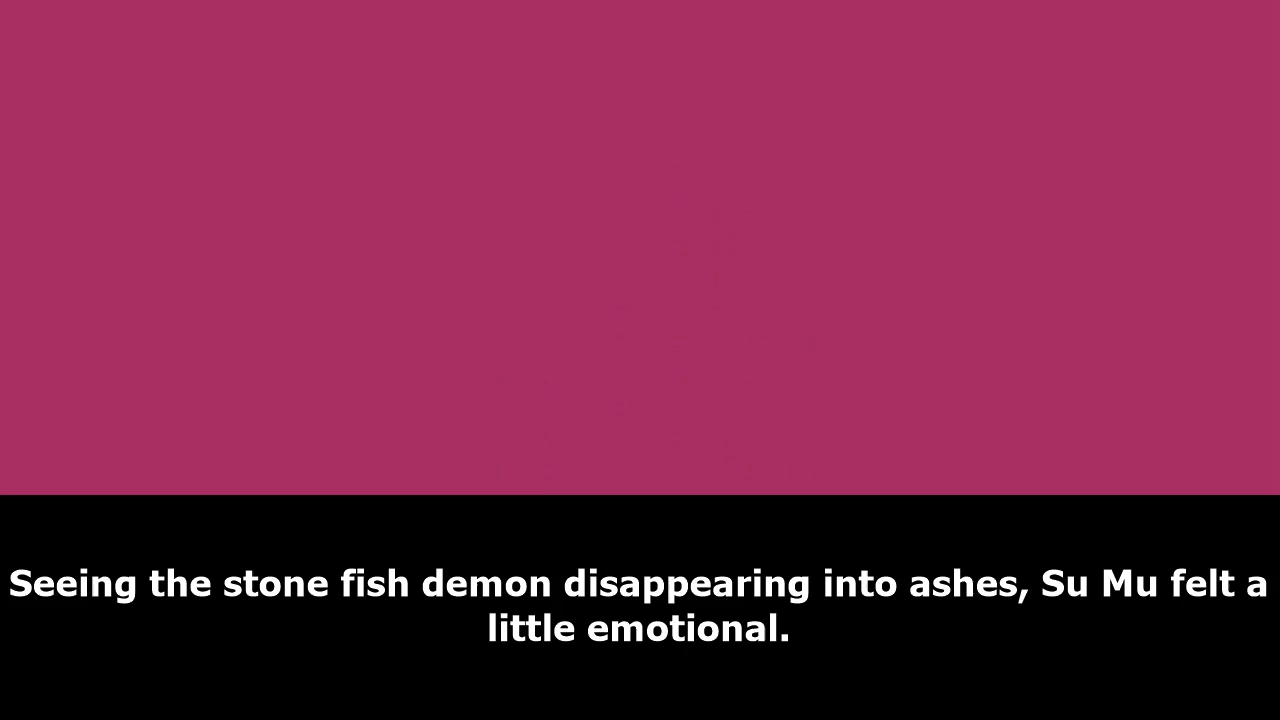 Seeing the stone fish demon disappearing into ashes, Su Mu felt a
little emotional.